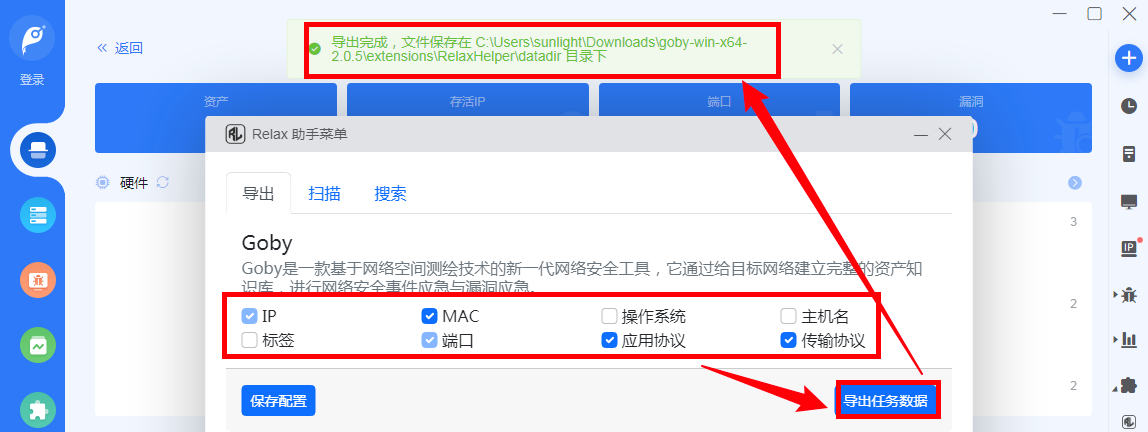 导出完成，文件保存在 C:\Users\sunlight\Downloads\goby-win-x64-
2.0.5\extensions\RelaxHelper\datadir 目录下
登录
返回
资产
存活IP
端口
漏洞
Relax 助手菜单
硬件
导出
扫描
搜索
3
Goby
Goby是一款基于网络空间测绘技术的新一代网络安全工具，它通过给目标网络建立完整的资产知
识库，进行网络安全事件应急与漏洞应急。
IP
MAC
操作系统
主机名
标签
端口
应用协议
传输协议
2
保存配置
导出任务数据
2
IP